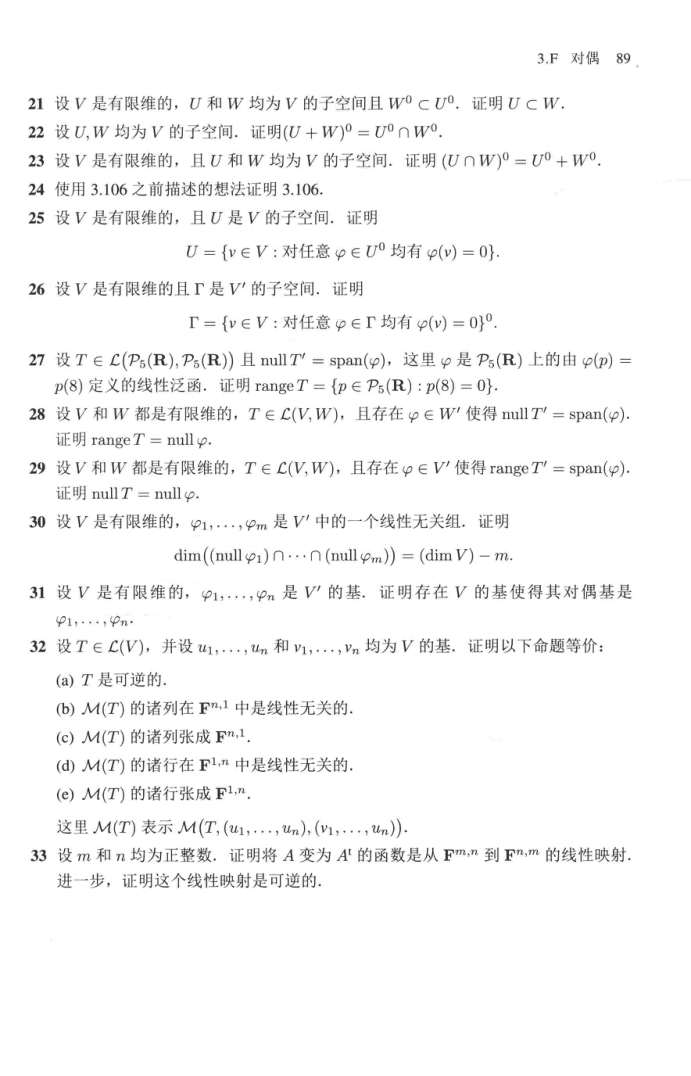 3.F 对偶 89
21 设 V 是有限维的，U 和 W 均为 V 的子空间且 W⁰ ⊂ U⁰．证明 U ⊂ W．
22 设 U, W 均为 V 的子空间．证明(U + W)⁰ = U⁰ ∩ W⁰．
23 设 V 是有限维的，且 U 和 W 均为 V 的子空间．证明 (U ∩ W)⁰ = U⁰ + W⁰．
24 使用 3.106 之前描述的想法证明 3.106．
25 设 V 是有限维的，且 U 是 V 的子空间．证明
U = {v ∈ V : 对任意 φ ∈ U⁰ 均有 φ(v) = 0}.
26 设 V 是有限维的且 Γ 是 V′ 的子空间．证明
Γ = {v ∈ V : 对任意 φ ∈ Γ 均有 φ(v) = 0}⁰.
27 设 T ∈ ℒ(𝒫₅(𝐑), 𝒫₅(𝐑)) 且 null T′ = span(φ)，这里 φ 是 𝒫₅(𝐑) 上的由 φ(p) =
p(8) 定义的线性泛函．证明 range T = {p ∈ 𝒫₅(𝐑) : p(8) = 0}.
28 设 V 和 W 都是有限维的，T ∈ ℒ(V, W)，且存在 φ ∈ W′ 使得 null T′ = span(φ).
证明 range T = null φ.
29 设 V 和 W 都是有限维的，T ∈ ℒ(V, W)，且存在 φ ∈ V′ 使得 range T′ = span(φ).
证明 null T = null φ.
30 设 V 是有限维的，φ₁, . . . , φₘ 是 V′ 中的一个线性无关组．证明
dim((null φ₁) ∩ ⋯ ∩ (null φₘ)) = (dim V) − m.
31 设 V 是有限维的，φ₁, . . . , φₙ 是 V′ 的基．证明存在 V 的基使得其对偶基是
φ₁, . . . , φₙ.
32 设 T ∈ ℒ(V)，并设 u₁, . . . , uₙ 和 v₁, . . . , vₙ 均为 V 的基．证明以下命题等价：
(a) T 是可逆的．
(b) ℳ(T) 的诸列在 𝐅ⁿ,¹ 中是线性无关的．
(c) ℳ(T) 的诸列张成 𝐅ⁿ,¹．
(d) ℳ(T) 的诸行在 𝐅¹,ⁿ 中是线性无关的．
(e) ℳ(T) 的诸行张成 𝐅¹,ⁿ．
这里 ℳ(T) 表示 ℳ(T, (u₁, . . . , uₙ), (v₁, . . . , uₙ)).
33 设 m 和 n 均为正整数．证明将 A 变为 Aᵗ 的函数是从 𝐅ᵐ,ⁿ 到 𝐅ⁿ,ᵐ 的线性映射．
进一步，证明这个线性映射是可逆的．